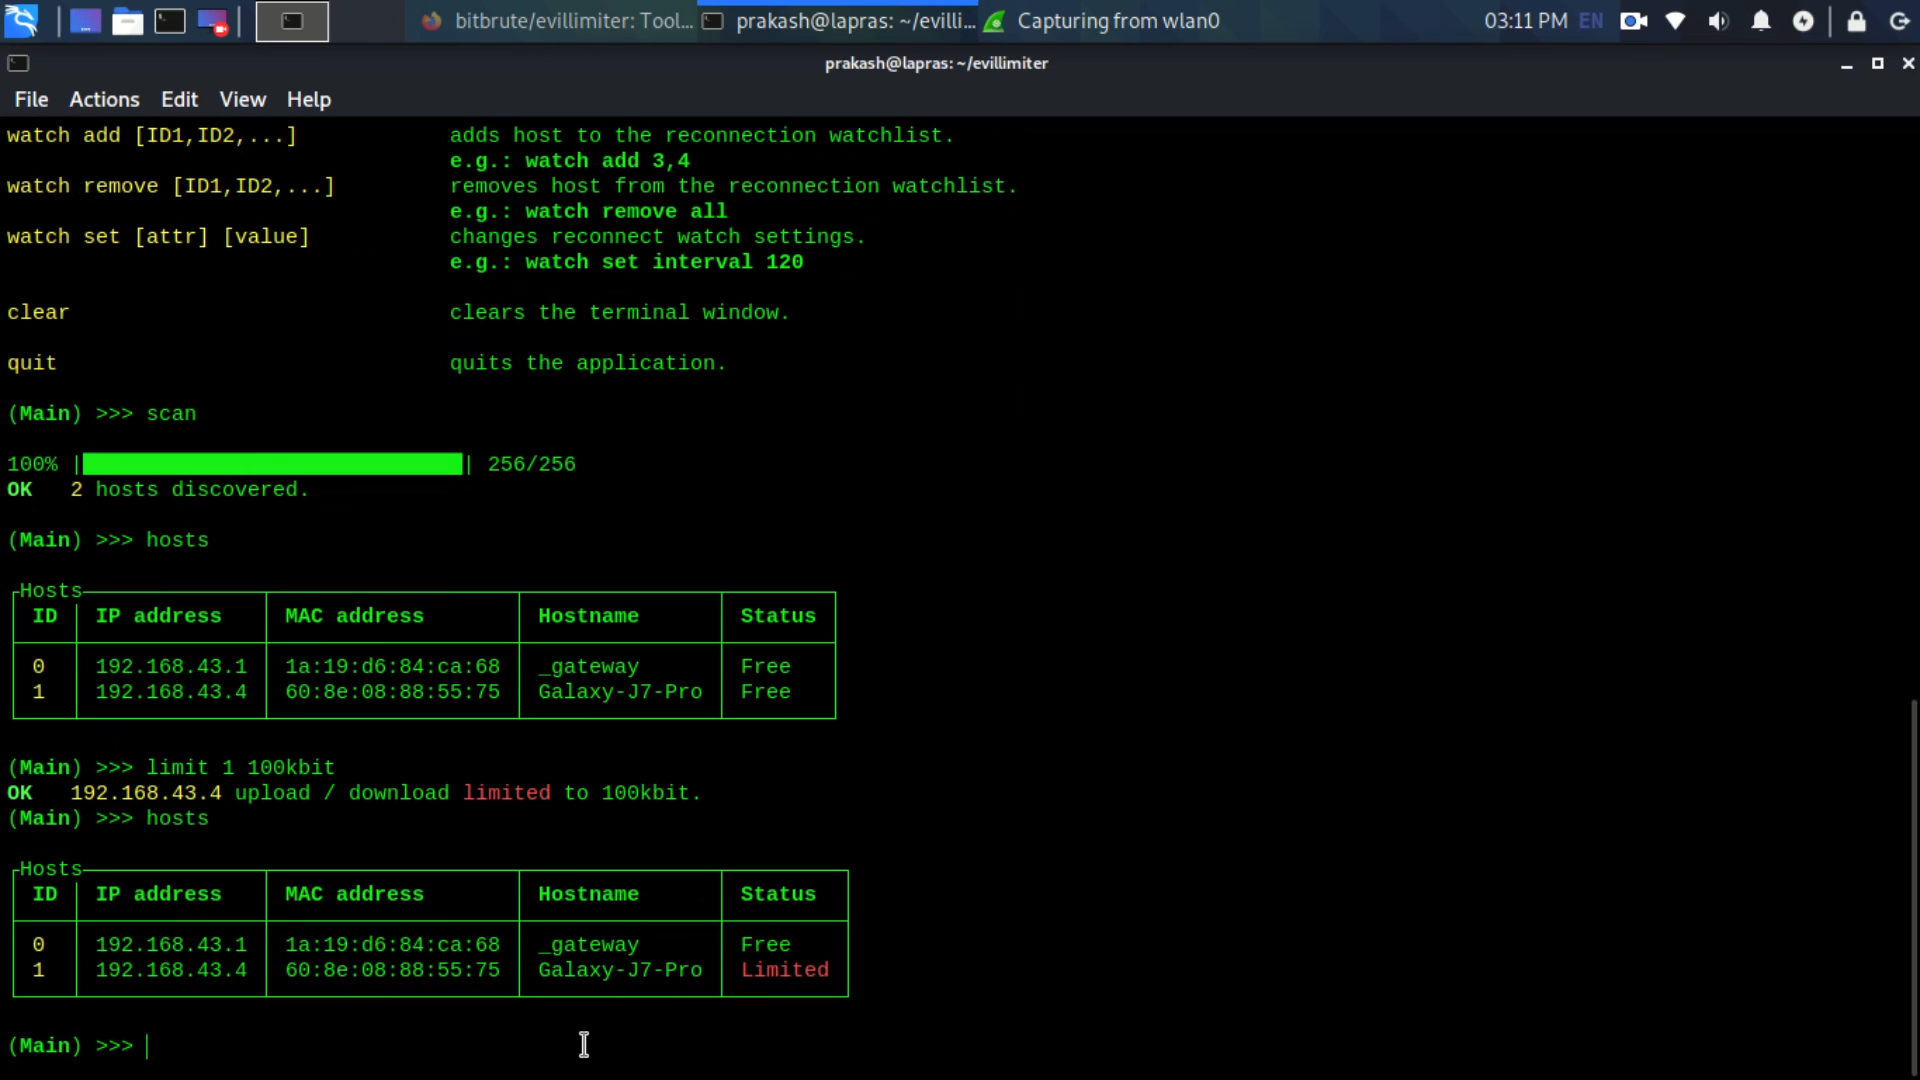 bitbrute/evillimiter: Tool...
prakash@lapras: ~/evilli...
Capturing from wlan0
03:11 PM EN
prakash@lapras: ~/evillimiter
File Actions Edit View Help
watch add [ID1,ID2,...] adds host to the reconnection watchlist.
e.g.: watch add 3,4
watch remove [ID1,ID2,...] removes host from the reconnection watchlist.
e.g.: watch remove all
watch set [attr] [value] changes reconnect watch settings.
e.g.: watch set interval 120
clear clears the terminal window.
quit quits the application.
(Main) >>> scan
100% | | 256/256
OK 2 hosts discovered.
(Main) >>> hosts
Hosts
ID IP address MAC address Hostname Status
0 192.168.43.1 1a:19:d6:84:ca:68 _gateway Free
1 192.168.43.4 60:8e:08:88:55:75 Galaxy-J7-Pro Free
(Main) >>> limit 1 100kbit
OK 192.168.43.4 upload / download limited to 100kbit.
(Main) >>> hosts
Hosts
ID IP address MAC address Hostname Status
0 192.168.43.1 1a:19:d6:84:ca:68 _gateway Free
1 192.168.43.4 60:8e:08:88:55:75 Galaxy-J7-Pro Limited
(Main) >>>